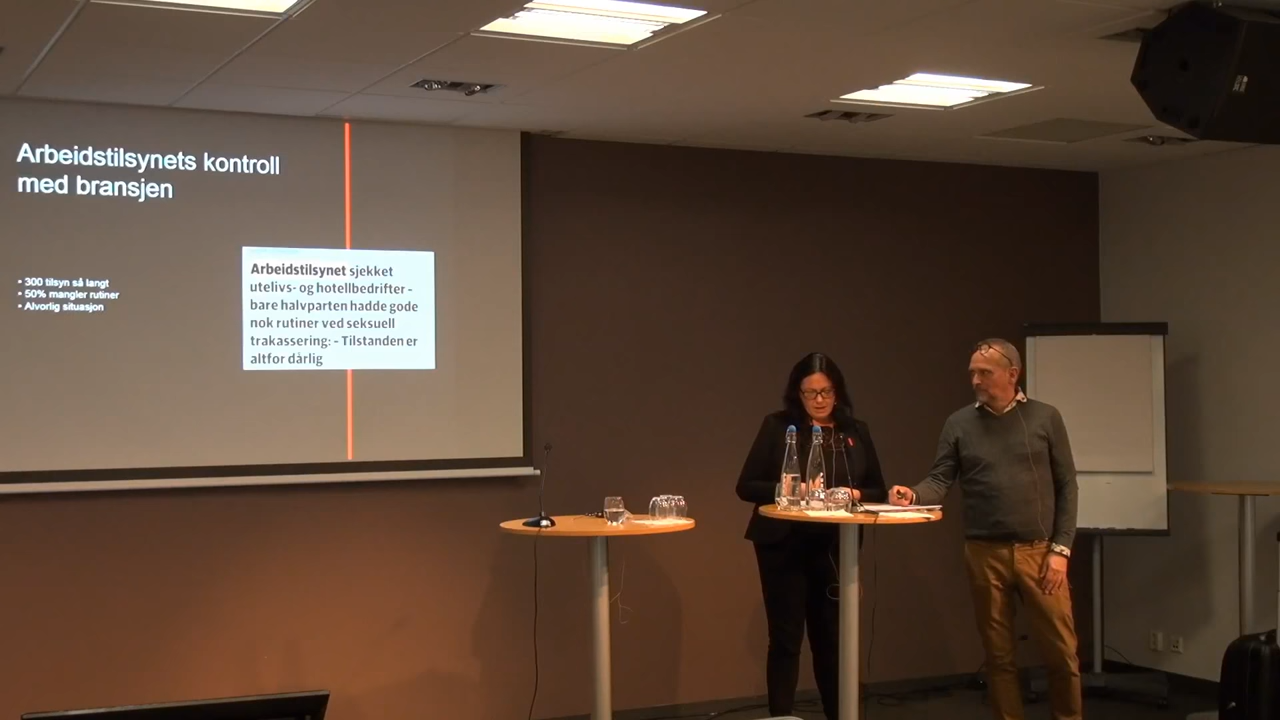 Arbeidstilsynets kontroll
med bransjen
• 300 tilsyn så langt
• 50% mangler rutiner
• Alvorlig situasjon
Arbeidstilsynet sjekket
utelivs- og hotellbedrifter -
bare halvparten hadde gode
nok rutiner ved seksuell
trakassering: - Tilstanden er
altfor dårlig